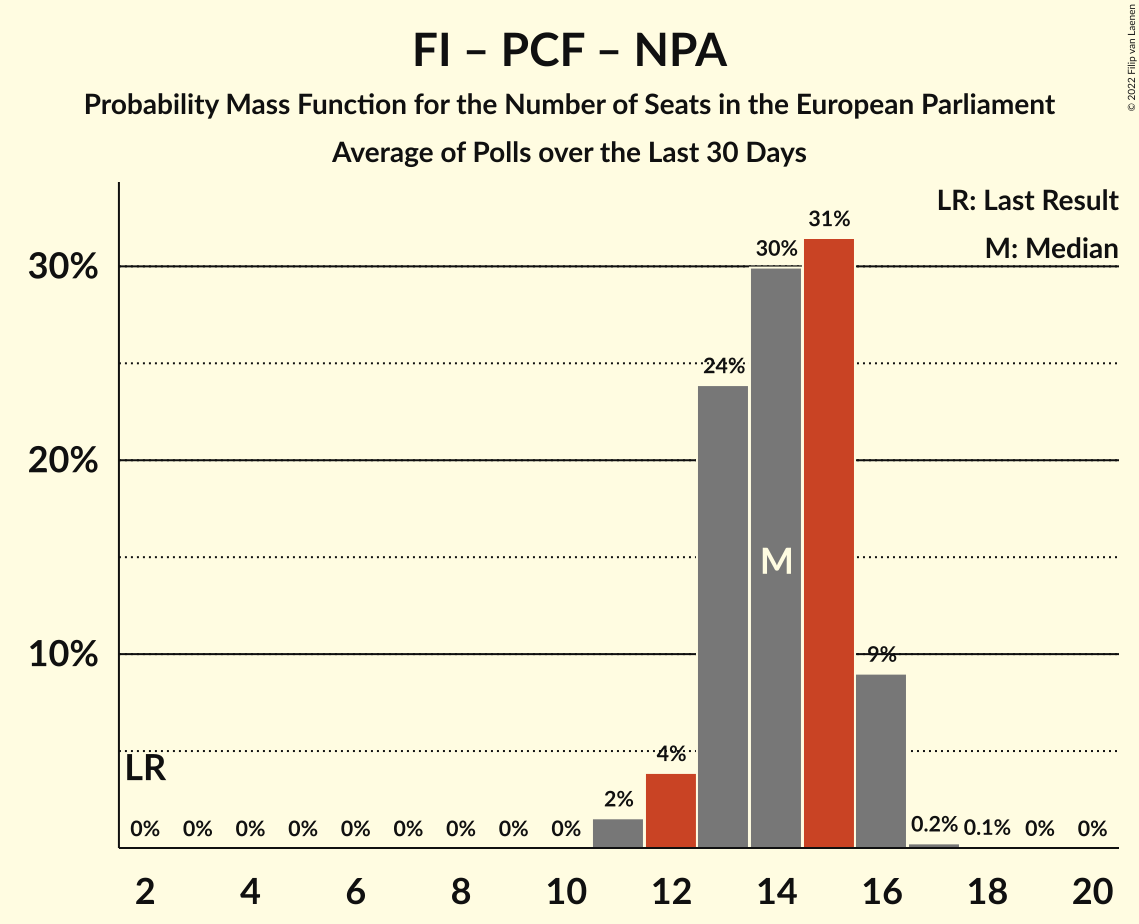 FI – PCF – NPA
Probability Mass Function for the Number of Seats in the European Parliament
Average of Polls over the Last 30 Days
© 2022 Filip van Laenen
LR: Last Result
M: Median
31%
30%
30%
24%
20%
M
10%
9%
4%
LR
2%
0% 0% 0% 0% 0% 0% 0% 0% 0% 0.2% 0.1% 0% 0%
2 4 6 8 10 12 14 16 18 20